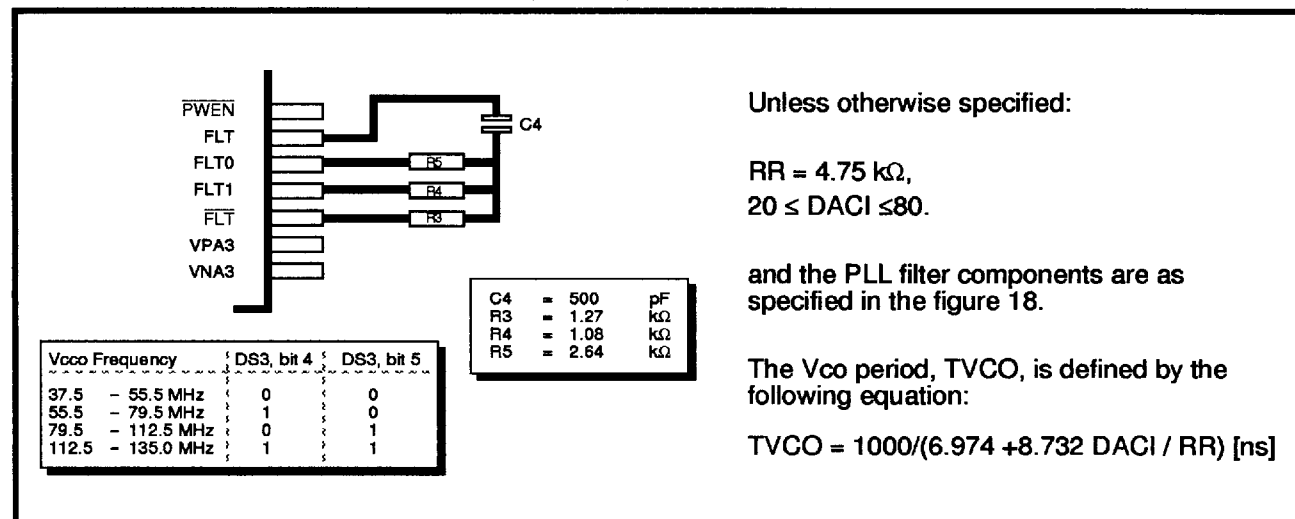 PWEN
FLT
FLT0
FLT1
FLT
VPA3
VNA3
C4
R5
R4
R3
C4 = 500 pF
R3 = 1.27 kΩ
R4 = 1.08 kΩ
R5 = 2.64 kΩ
Vcco Frequency DS3, bit 4 DS3, bit 5
37.5 – 55.5 MHz 0 0
55.5 – 79.5 MHz 1 0
79.5 – 112.5 MHz 0 1
112.5 – 135.0 MHz 1 1
Unless otherwise specified:
RR = 4.75 kΩ,
20 ≤ DACI ≤80.
and the PLL filter components are as
specified in the figure 18.
The Vco period, TVCO, is defined by the
following equation:
TVCO = 1000/(6.974 +8.732 DACI / RR) [ns]